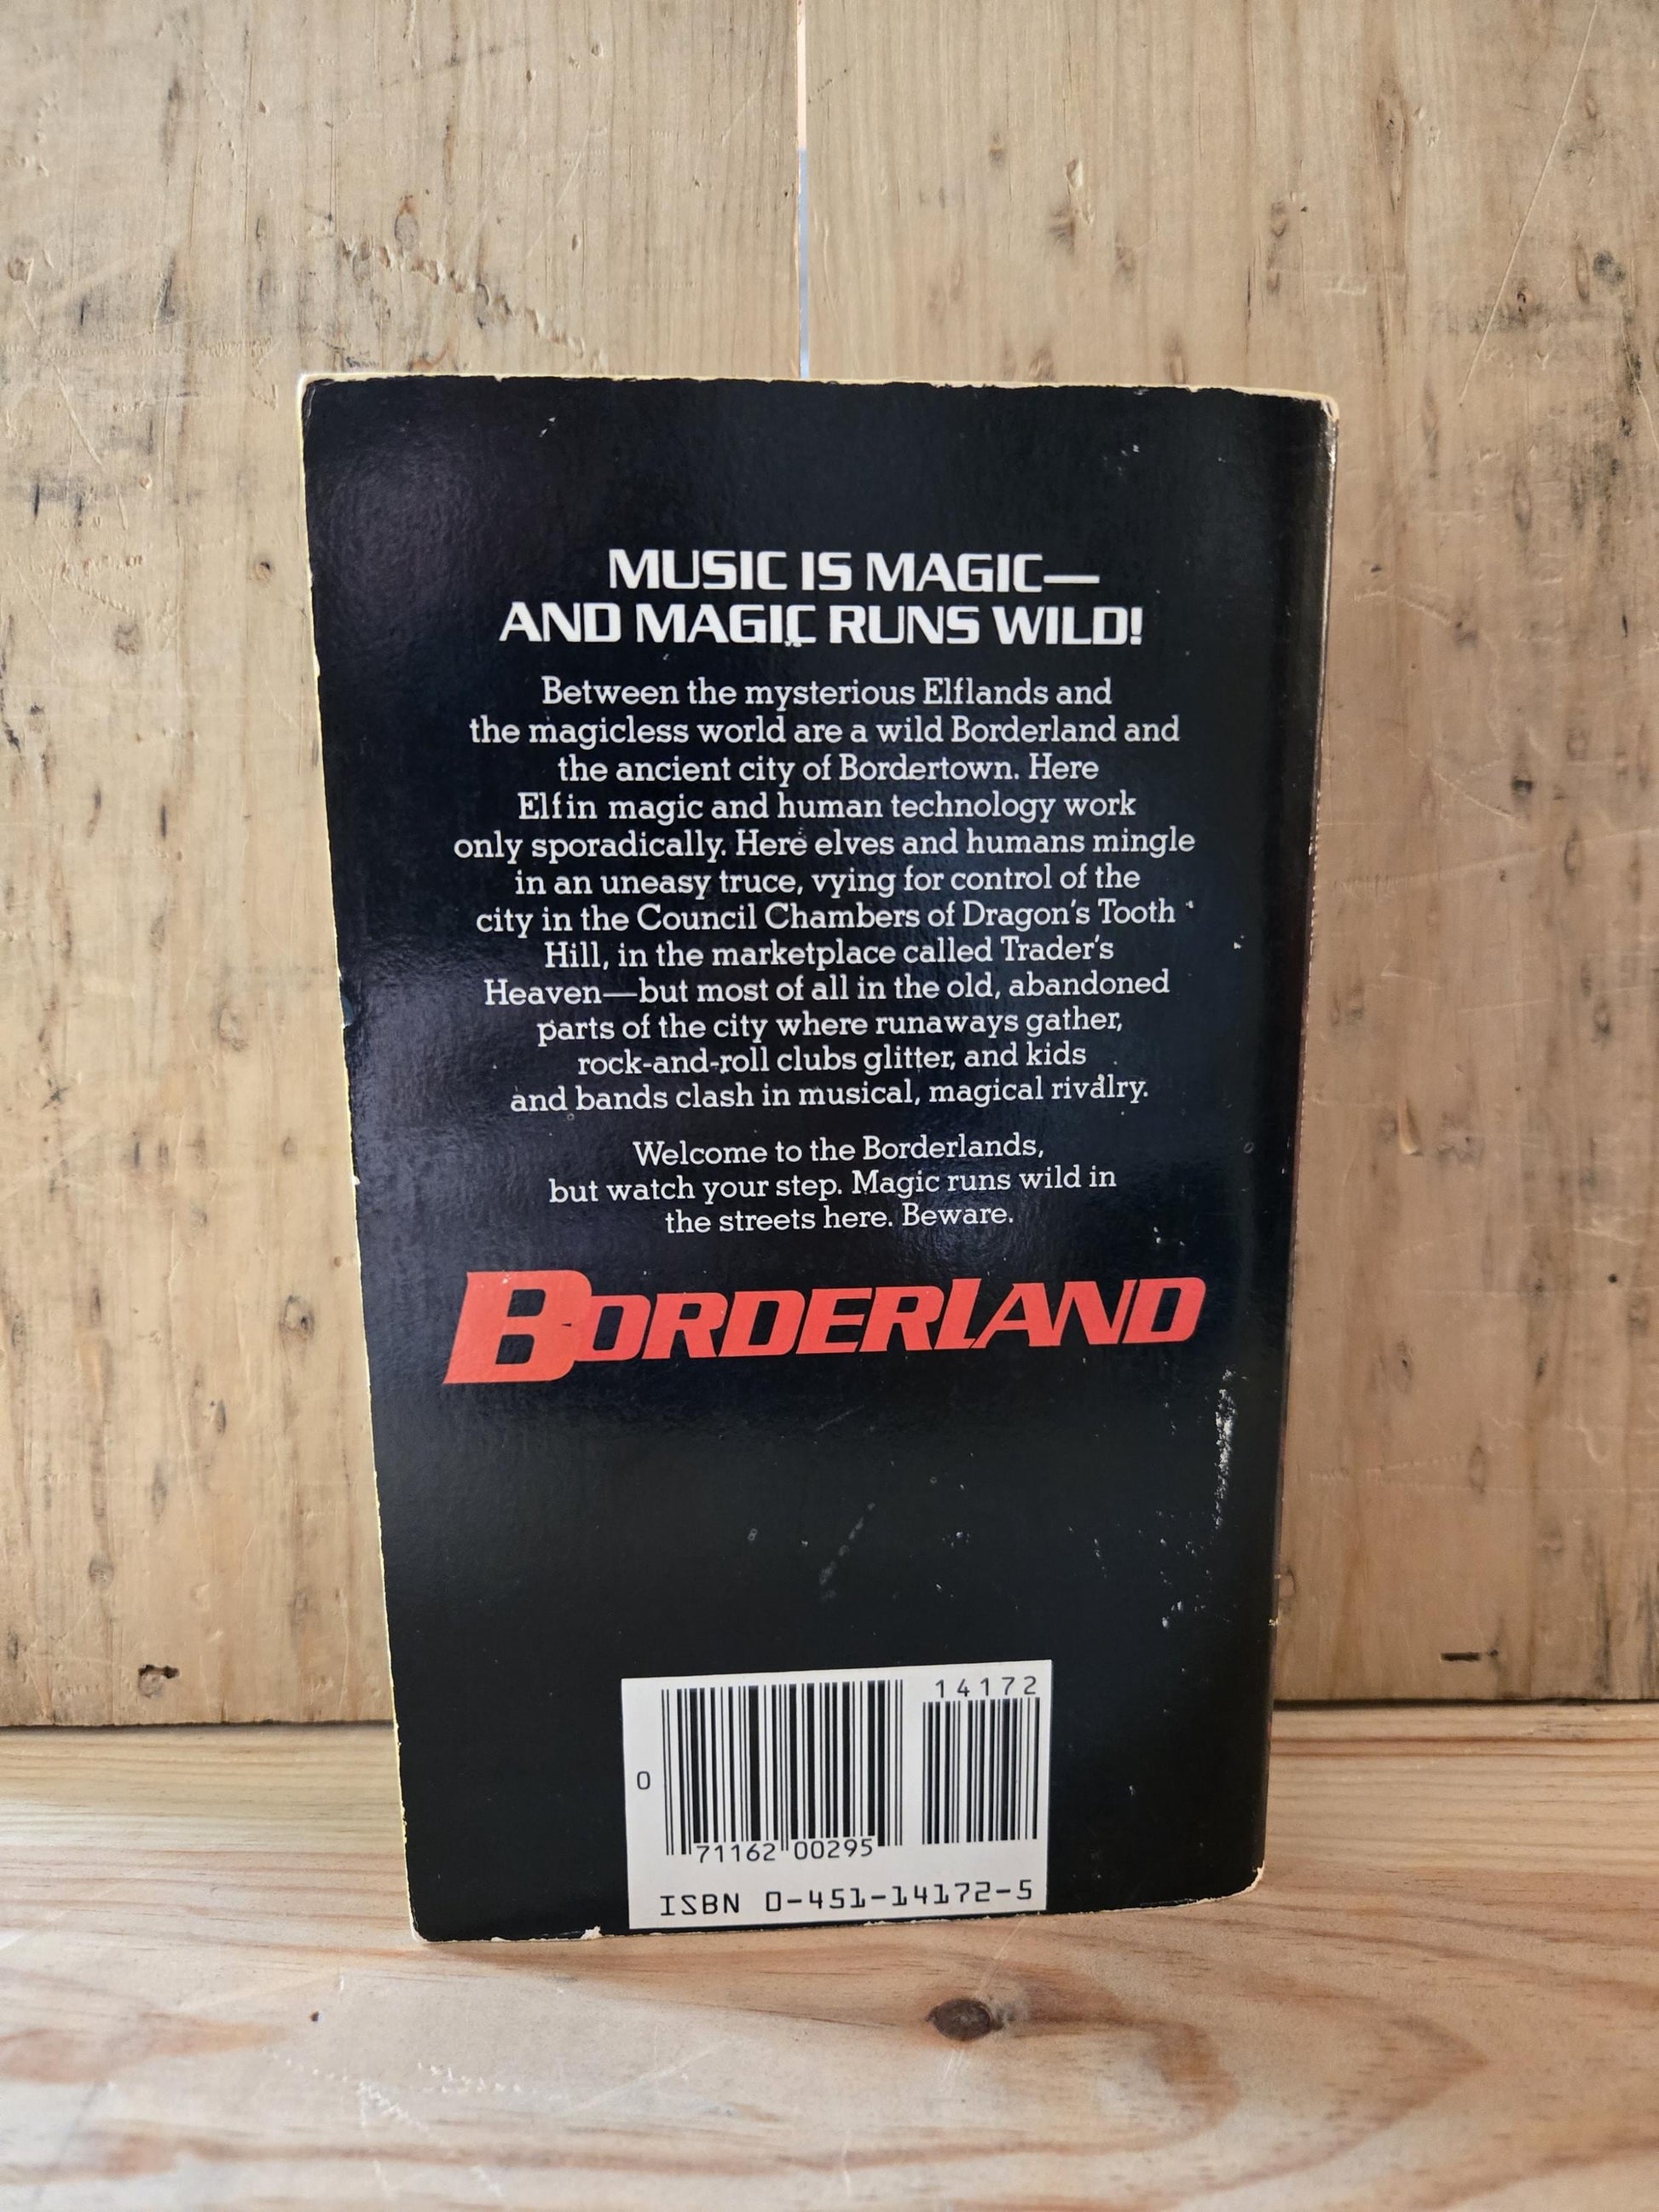 MUSIC IS MAGIC—
AND MAGIC RUNS WILD!
Between the mysterious Elflands and
the magicless world are a wild Borderland and
the ancient city of Bordertown. Here
Elfin magic and human technology work
only sporadically. Here elves and humans mingle
in an uneasy truce, vying for control of the
city in the Council Chambers of Dragon's Tooth
Hill, in the marketplace called Trader's
Heaven—but most of all in the old, abandoned
parts of the city where runaways gather,
rock-and-roll clubs glitter, and kids
and bands clash in musical, magical rivalry.
Welcome to the Borderlands,
but watch your step. Magic runs wild in
the streets here. Beware.
BORDERLAND
14172
0
71162 00295
ISBN 0-451-14172-5